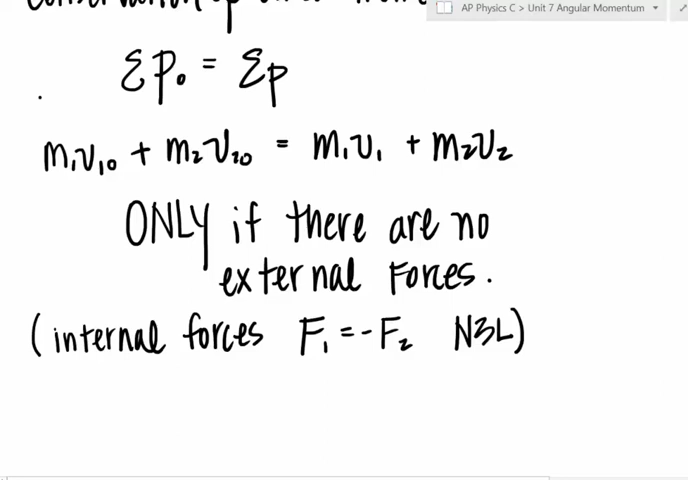 AP Physics C > Unit 7 Angular Momentum
Σp₀ = Σp
m₁v₁₀ + m₂v₂₀ = m₁v₁ + m₂v₂
ONLY if there are no
external Forces.
(internal forces F₁ = -F₂ N3L)